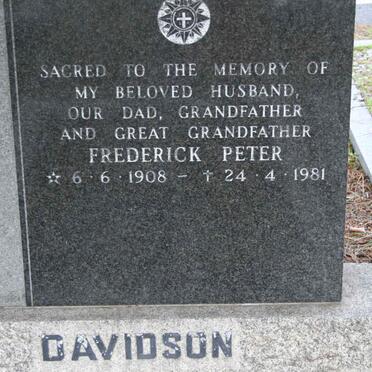 SACRED TO THE MEMORY OF
MY BELOVED HUSBAND,
OUR DAD, GRANDFATHER
AND GREAT GRANDFATHER
FREDERICK PETER
☆ 6 · 6 · 1908 – † 24 · 4 · 1981
DAVIDSON